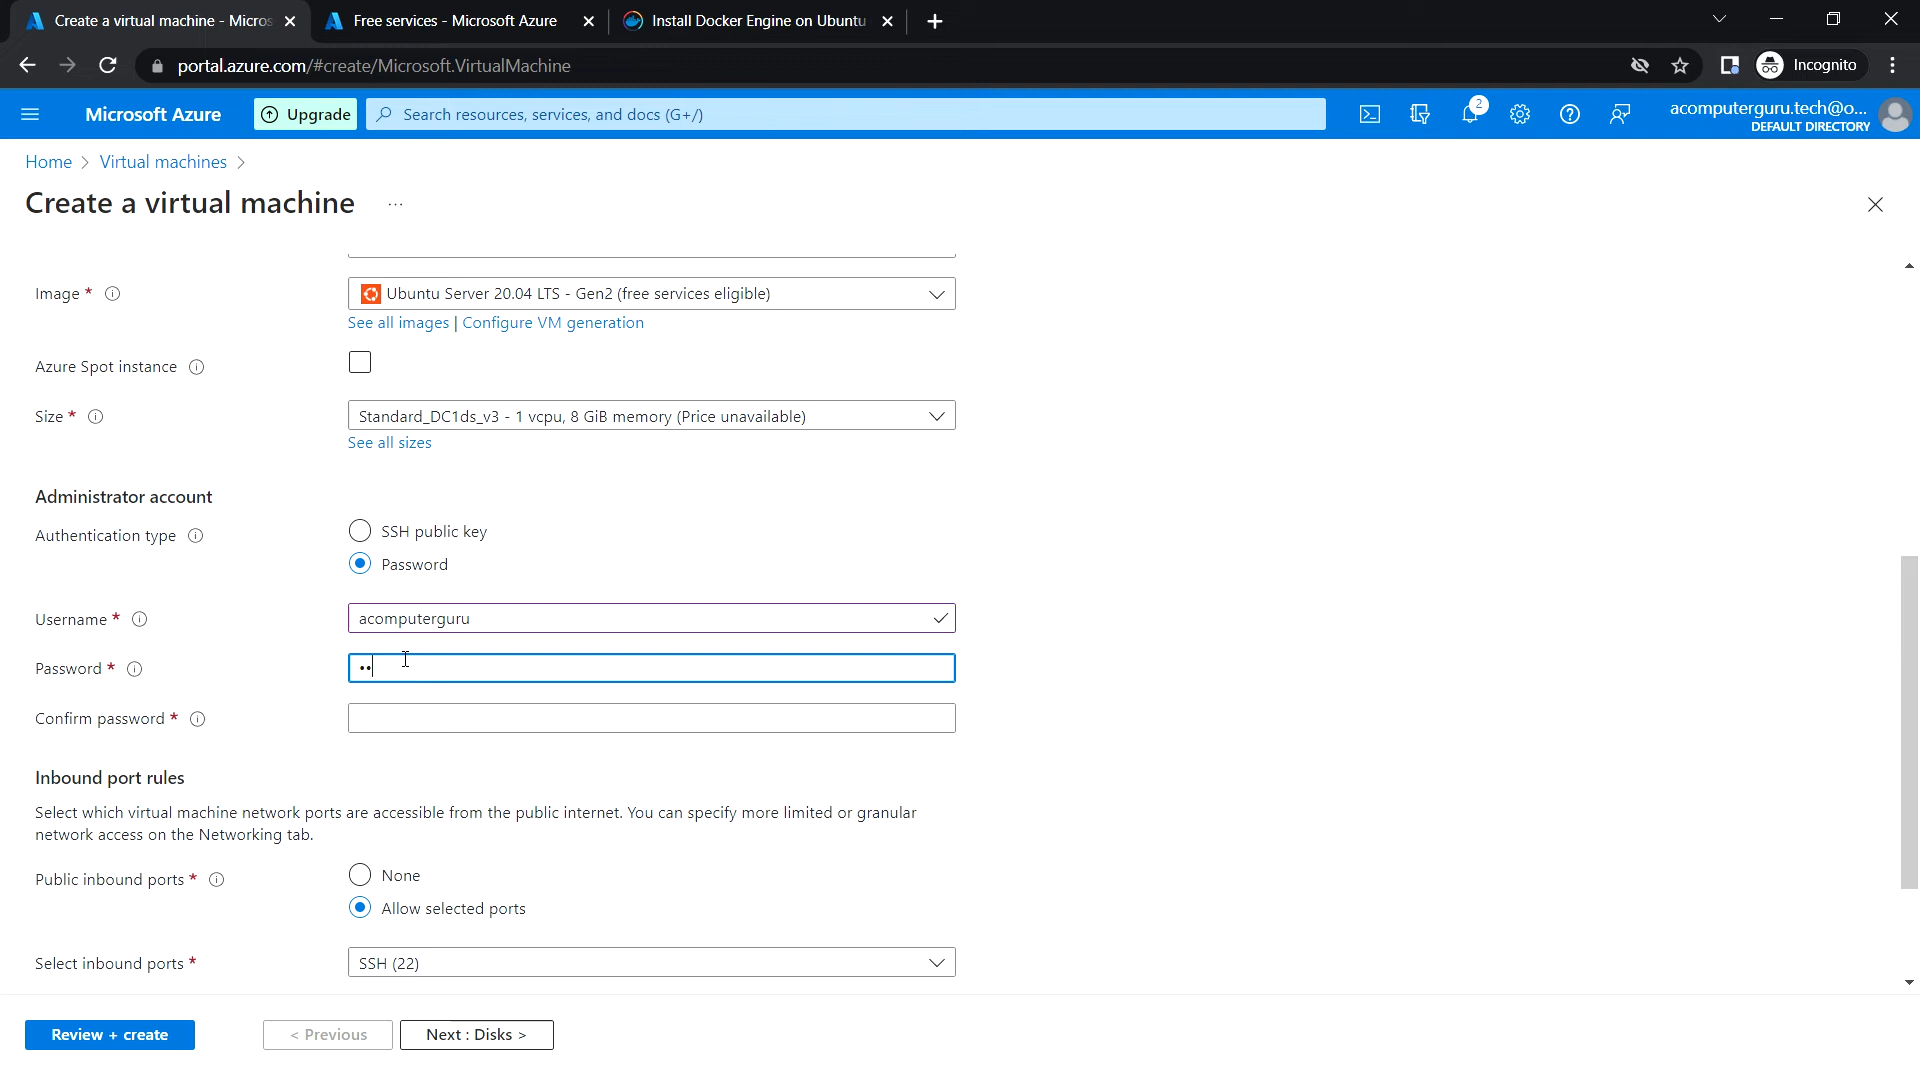 Create a virtual machine - Micros
Free services - Microsoft Azure
Install Docker Engine on Ubuntu
portal.azure.com/#create/Microsoft.VirtualMachine
Incognito
Microsoft Azure
Upgrade
Search resources, services, and docs (G+/)
2
acomputerguru.tech@o...
DEFAULT DIRECTORY
Home > Virtual machines >
Create a virtual machine ...
Image *
Ubuntu Server 20.04 LTS - Gen2 (free services eligible)
See all images | Configure VM generation
Azure Spot instance
Size *
Standard_DC1ds_v3 - 1 vcpu, 8 GiB memory (Price unavailable)
See all sizes
Administrator account
Authentication type
SSH public key
Password
Username *
acomputerguru
Password *
••
Confirm password *
Inbound port rules
Select which virtual machine network ports are accessible from the public internet. You can specify more limited or granular
network access on the Networking tab.
Public inbound ports *
None
Allow selected ports
Select inbound ports *
SSH (22)
Review + create
< Previous
Next : Disks >